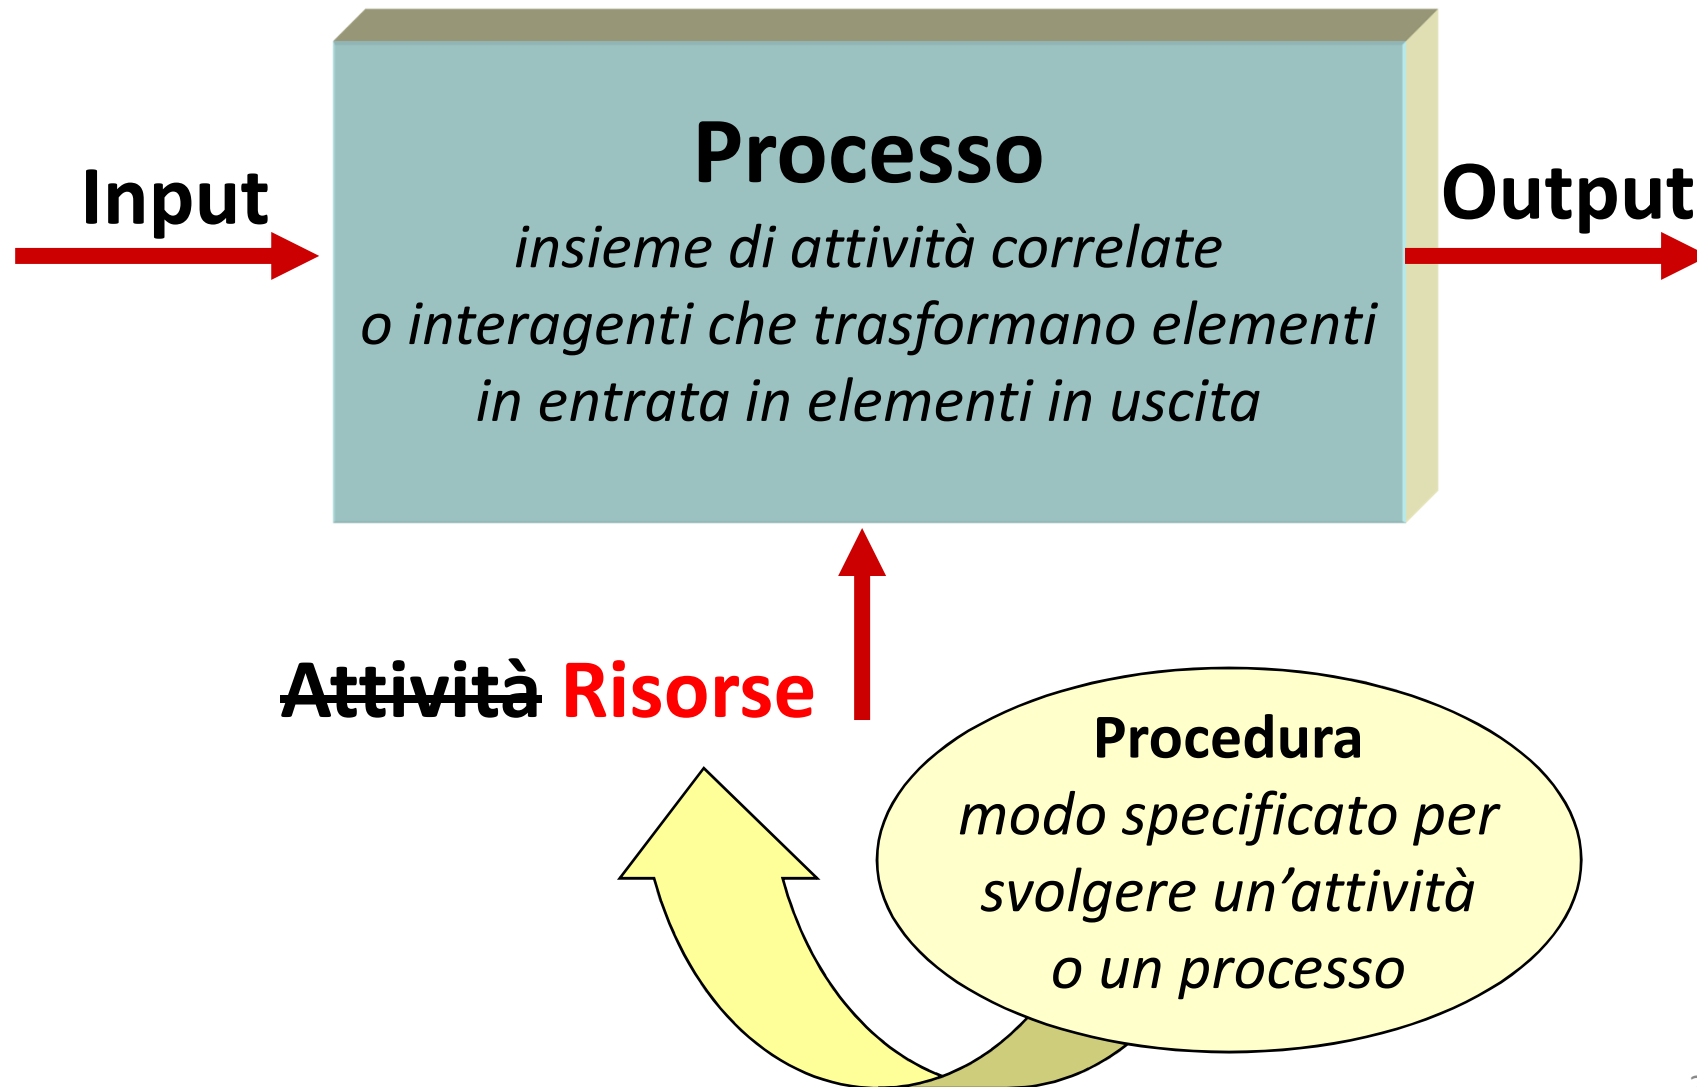 Processo
Input
Output
insieme di attività correlate
o interagenti che trasformano elementi
in entrata in elementi in uscita
Attività Risorse
Procedura
modo specificato per
svolgere un’attività
o un processo